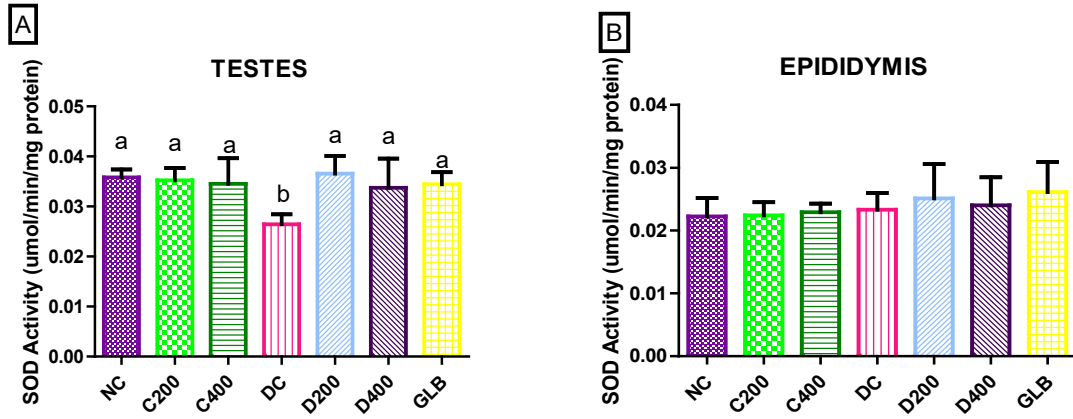 A
TESTES
SOD Activity (umol/min/mg protein)
0.05
0.04
0.03
0.02
0.01
0.00
a a a b a a a
NC C200 C400 DC D200 D400 GLB
B
EPIDIDYMIS
SOD Activity (umol/min/mg protein)
0.04
0.03
0.02
0.01
0.00
NC C200 C400 DC D200 D400 GLB